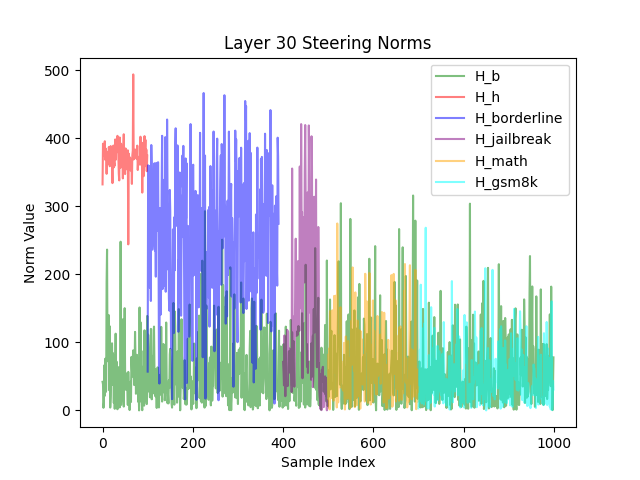 Layer 30 Steering Norms
H_b
H_h
H_borderline
H_jailbreak
H_math
H_gsm8k
Norm Value
500
400
300
200
100
0
0
200
400
600
800
1000
Sample Index